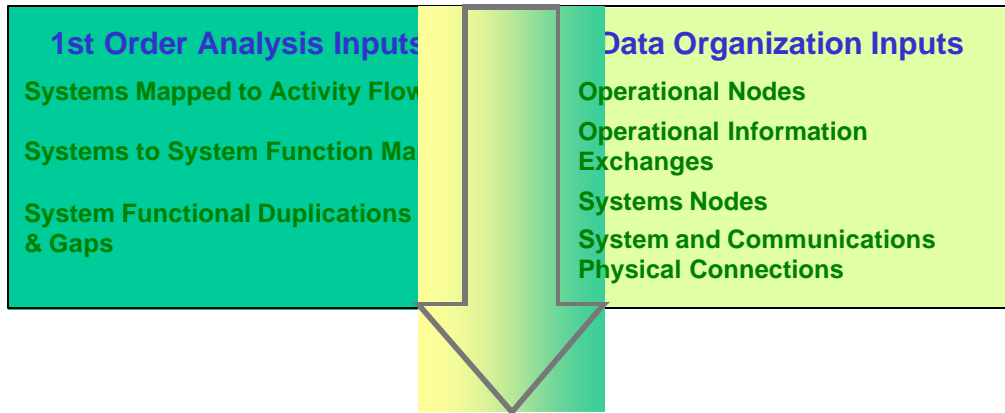 1st Order Analysis Inputs
Systems Mapped to Activity Flow
Systems to System Function Ma
System Functional Duplications
& Gaps
Data Organization Inputs
Operational Nodes
Operational Information
Exchanges
Systems Nodes
System and Communications
Physical Connections